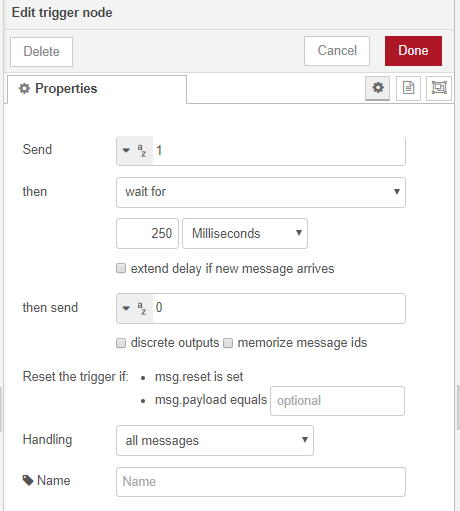 Edit trigger node
Delete Cancel Done
Properties
Send az 1
then wait for
250 Milliseconds
extend delay if new message arrives
then send az 0
discrete outputs memorize message ids
Reset the trigger if: • msg.reset is set
• msg.payload equals optional
Handling all messages
Name Name